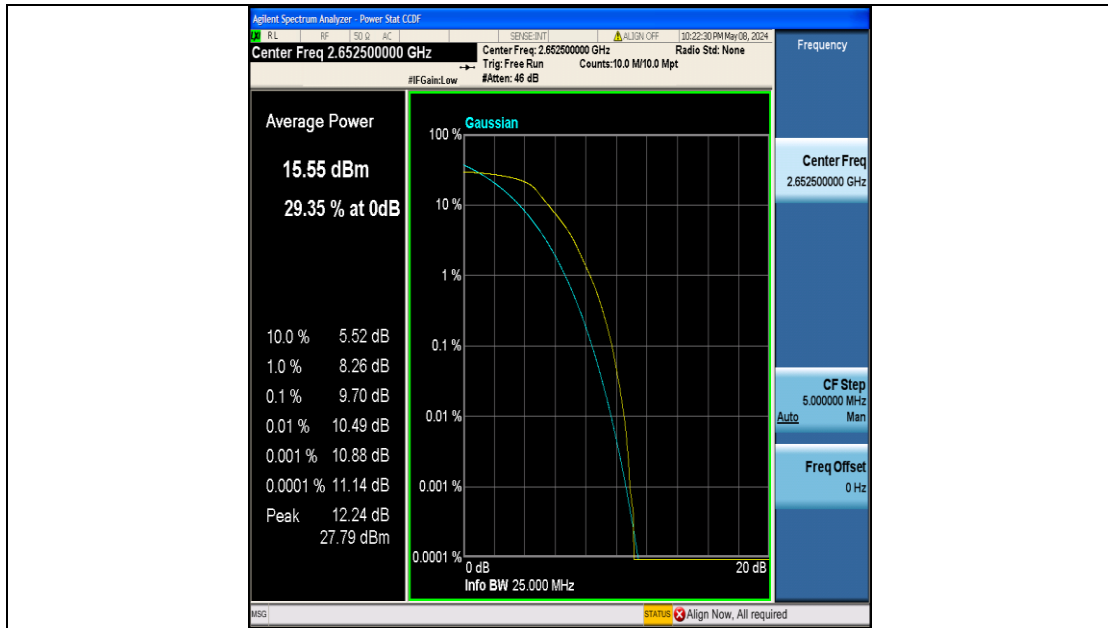 Agilent Spectrum Analyzer - Power Stat CCDF
RL RF 50 Ω AC SENSE:INT ALIGN OFF 10:22:30 PM May 08, 2024
Center Freq 2.652500000 GHz
Center Freq: 2.652500000 GHz Radio Std: None
Trig: Free Run Counts:10.0 M/10.0 Mpt
#IFGain:Low #Atten: 46 dB
Average Power
15.55 dBm
29.35 % at 0dB
10.0 % 5.52 dB
1.0 % 8.26 dB
0.1 % 9.70 dB
0.01 % 10.49 dB
0.001 % 10.88 dB
0.0001 % 11.14 dB
Peak 12.24 dB
27.79 dBm
Gaussian
100 %
10 %
1 %
0.1 %
0.01 %
0.001 %
0.0001 %
0 dB 20 dB
Info BW 25.000 MHz
Frequency
Center Freq
2.652500000 GHz
CF Step
5.000000 MHz
Auto Man
Freq Offset
0 Hz
MSG STATUS Align Now, All required